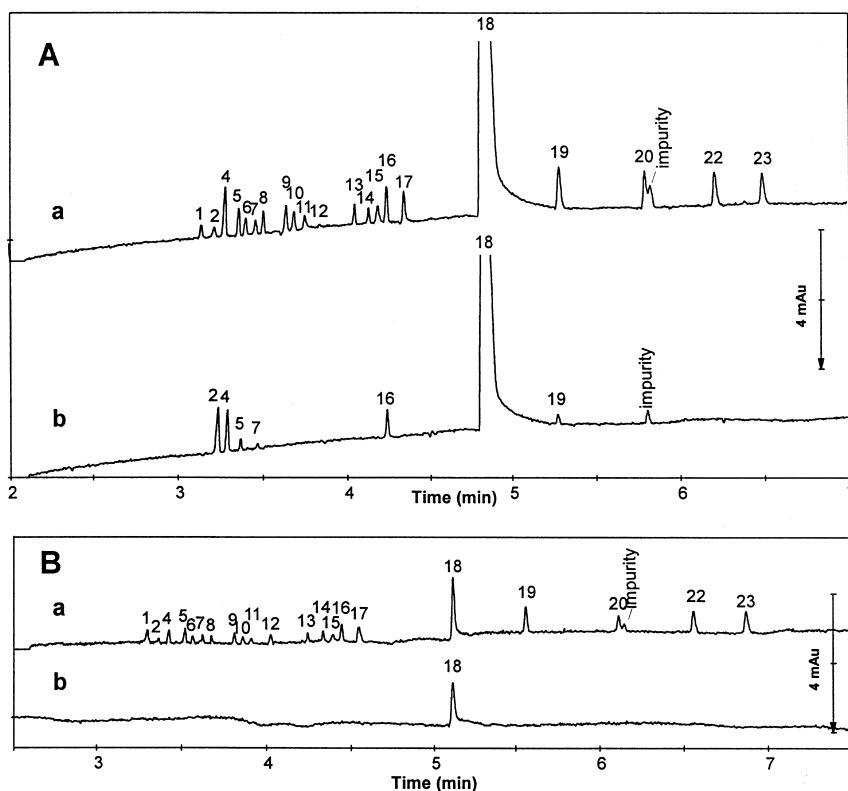 A
18
a
1 2 4 5 6 7 8 9 10 11 12 13 14 15 16 17 19 20 impurity 22 23
18
4 mAu
b
2 4 5 7 16 19 impurity
2 3 4 5 6
Time (min)
B
a
1 2 4 5 6 7 8 9 10 11 12 13 14 15 16 17 18 19 20 impurity 22 23
4 mAu
b
18
3 4 5 6 7
Time (min)